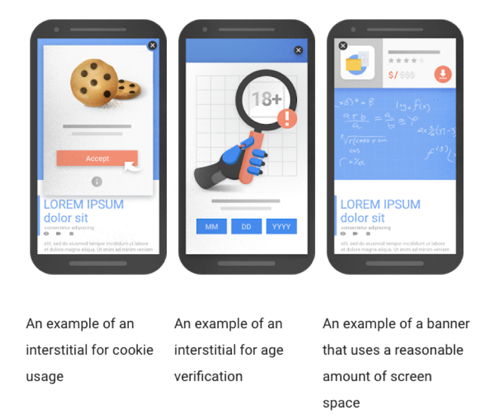 Accept
LOREM IPSUM
dolor sit
consectetur adipiscing
elit, sed do eiusmod tempor incididunt ut labore
et dolore magna aliqua. Ut enim ad minim veniam
18+
!
MM DD YYYY
$/$$$
LOREM IPSUM
dolor sit
consectetur adipiscing
elit, sed do eiusmod tempor incididunt ut labore
et dolore magna aliqua. Ut enim ad minim veniam
An example of an
interstitial for cookie
usage
An example of an
interstitial for age
verification
An example of a banner
that uses a reasonable
amount of screen
space